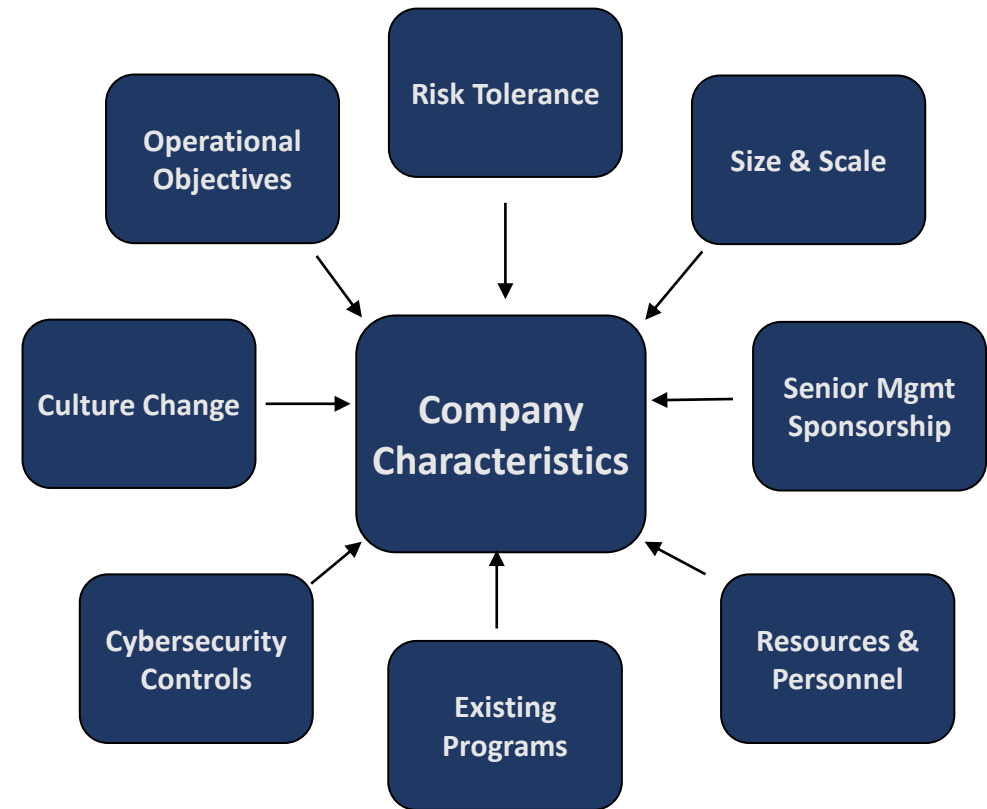 Risk Tolerance
Operational
Objectives
Size & Scale
Culture Change
Company
Characteristics
Senior Mgmt
Sponsorship
Cybersecurity
Controls
Existing
Programs
Resources &
Personnel